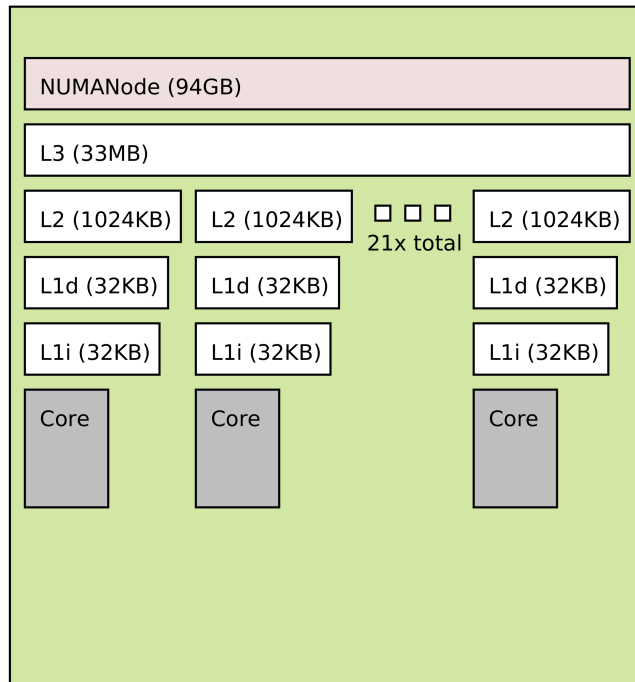 NUMANode (94GB)
L3 (33MB)
L2 (1024KB) L2 (1024KB) L2 (1024KB)
21x total
L1d (32KB) L1d (32KB) L1d (32KB)
L1i (32KB) L1i (32KB) L1i (32KB)
Core Core Core